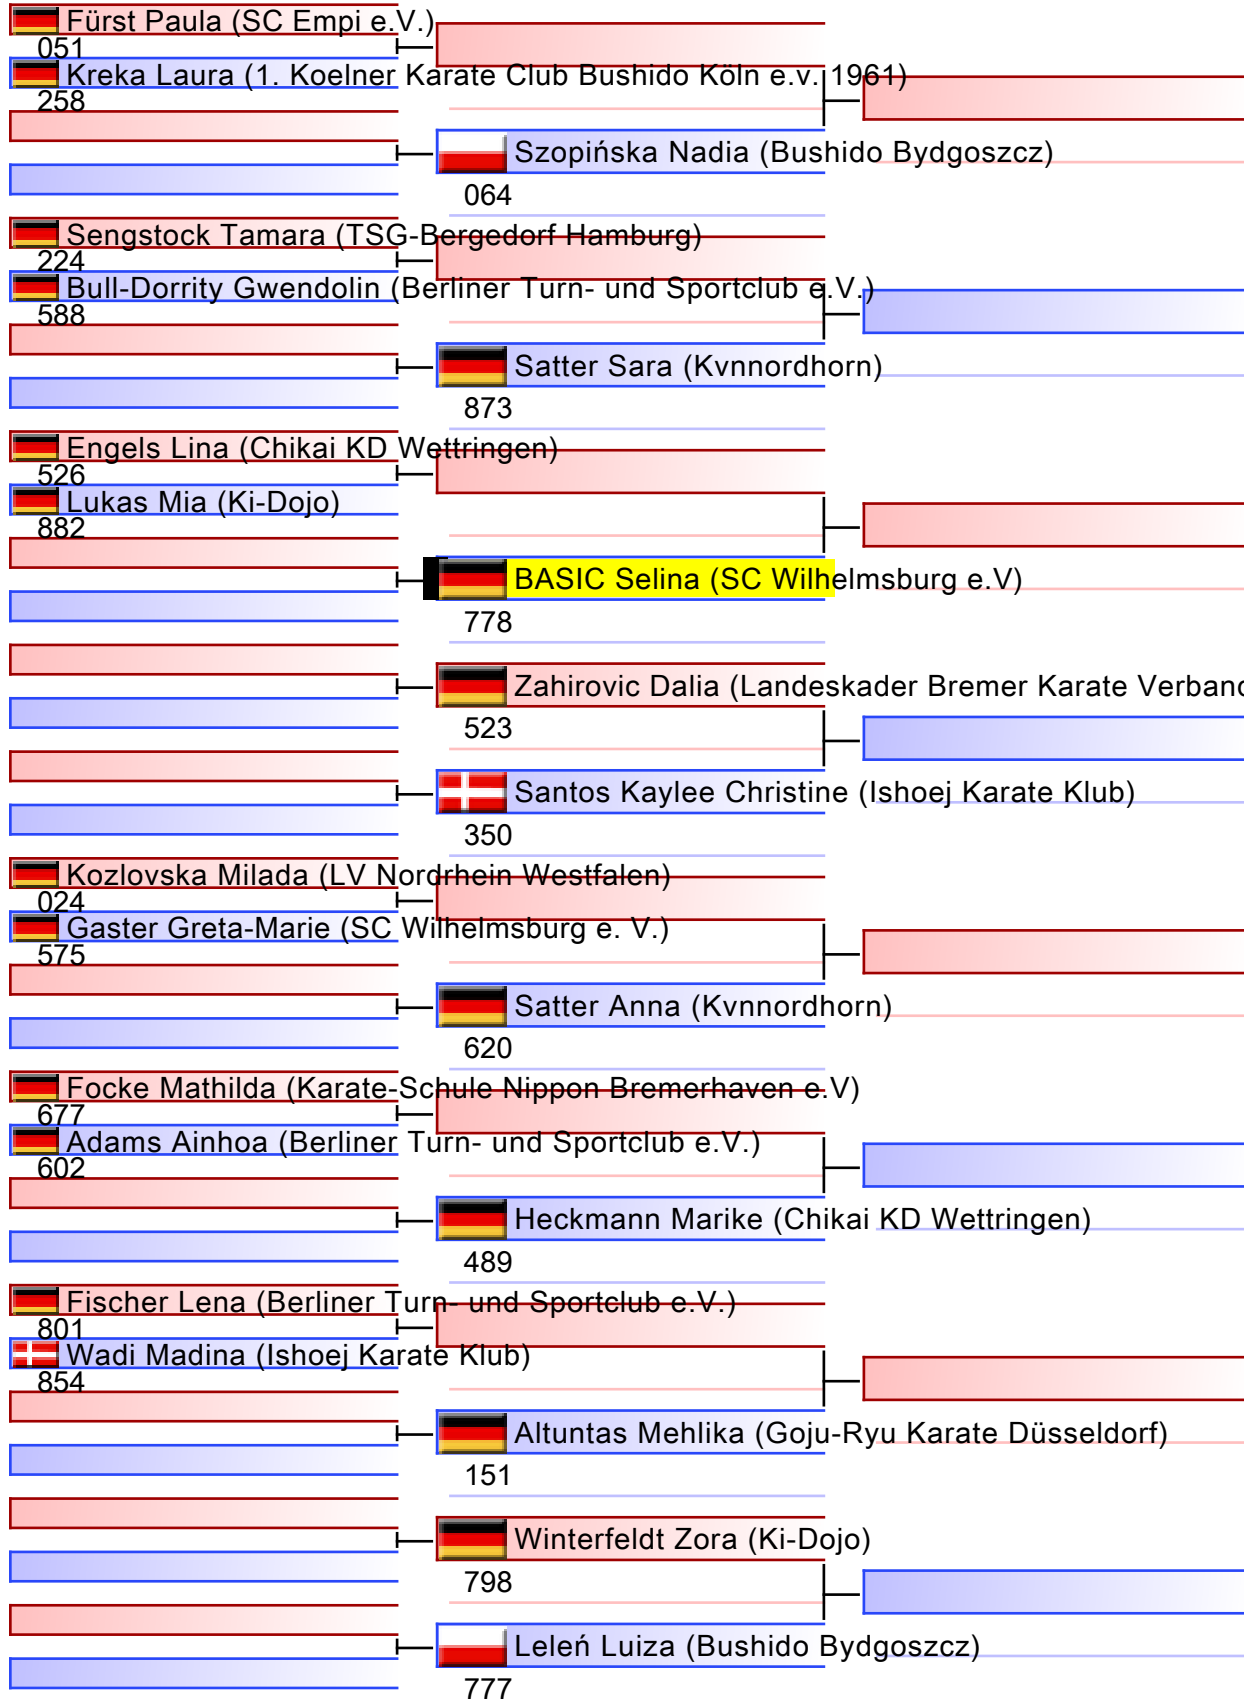 Fürst Paula (SC Empi e.V.)
051
Kreka Laura (1. Koelner Karate Club Bushido Köln e.v. 1961)
258
Szopińska Nadia (Bushido Bydgoszcz)
064
Sengstock Tamara (TSG-Bergedorf Hamburg)
224
Bull-Dorrity Gwendolin (Berliner Turn- und Sportclub e.V.)
588
Satter Sara (Kvnnordhorn)
873
Engels Lina (Chikai KD Wettringen)
526
Lukas Mia (Ki-Dojo)
882
BASIC Selina (SC Wilhelmsburg e.V)
778
Zahirovic Dalia (Landeskader Bremer Karate Verband
523
Santos Kaylee Christine (Ishoej Karate Klub)
350
Kozlovska Milada (LV Nordrhein Westfalen)
024
Gaster Greta-Marie (SC Wilhelmsburg e. V.)
575
Satter Anna (Kvnnordhorn)
620
Focke Mathilda (Karate-Schule Nippon Bremerhaven e.V)
677
Adams Ainhoa (Berliner Turn- und Sportclub e.V.)
602
Heckmann Marike (Chikai KD Wettringen)
489
Fischer Lena (Berliner Turn- und Sportclub e.V.)
801
Wadi Madina (Ishoej Karate Klub)
854
Altuntas Mehlika (Goju-Ryu Karate Düsseldorf)
151
Winterfeldt Zora (Ki-Dojo)
798
Leleń Luiza (Bushido Bydgoszcz)
777